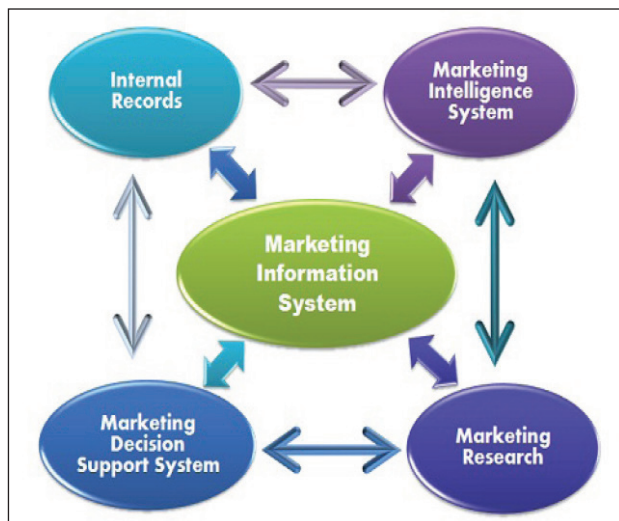 Internal
Records
Marketing
Intelligence
System
Marketing
Information
System
Marketing
Decision
Support System
Marketing
Research